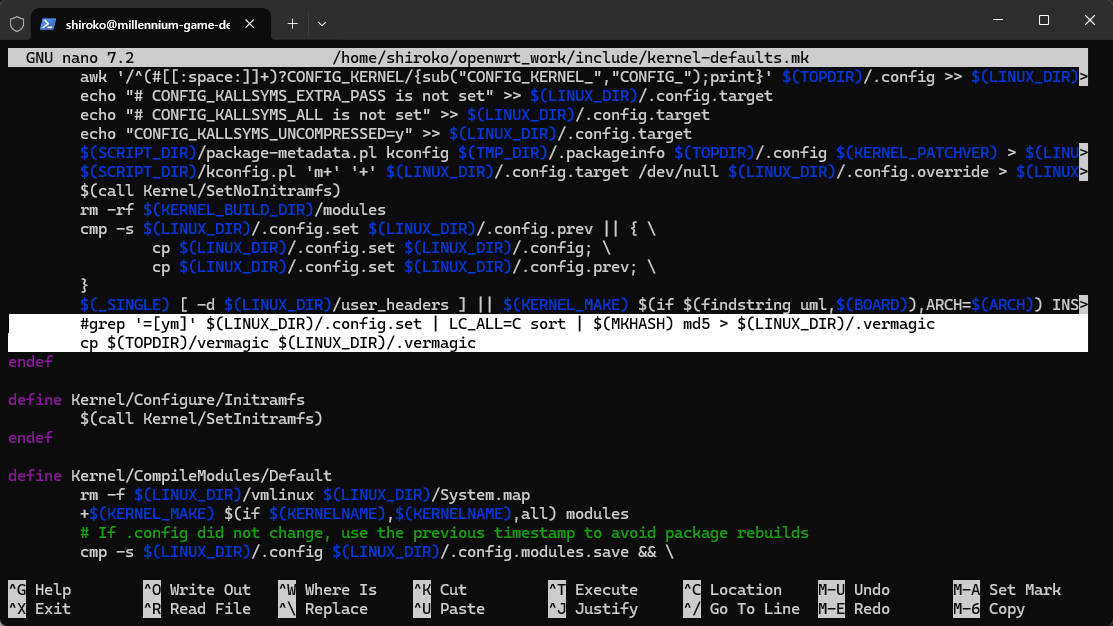 shiroko@millennium-game-de
GNU nano 7.2 /home/shiroko/openwrt_work/include/kernel-defaults.mk
awk '/^(#[[:space:]]+)?CONFIG_KERNEL/{sub("CONFIG_KERNEL_","CONFIG_");print}' $(TOPDIR)/.config >> $(LINUX_DIR)>
echo "# CONFIG_KALLSYMS_EXTRA_PASS is not set" >> $(LINUX_DIR)/.config.target
echo "# CONFIG_KALLSYMS_ALL is not set" >> $(LINUX_DIR)/.config.target
echo "CONFIG_KALLSYMS_UNCOMPRESSED=y" >> $(LINUX_DIR)/.config.target
$(SCRIPT_DIR)/package-metadata.pl kconfig $(TMP_DIR)/.packageinfo $(TOPDIR)/.config $(KERNEL_PATCHVER) > $(LINU>
$(SCRIPT_DIR)/kconfig.pl 'm+' '+' $(LINUX_DIR)/.config.target /dev/null $(LINUX_DIR)/.config.override > $(LINUX>
$(call Kernel/SetNoInitramfs)
rm -rf $(KERNEL_BUILD_DIR)/modules
cmp -s $(LINUX_DIR)/.config.set $(LINUX_DIR)/.config.prev || { \
cp $(LINUX_DIR)/.config.set $(LINUX_DIR)/.config; \
cp $(LINUX_DIR)/.config.set $(LINUX_DIR)/.config.prev; \
}
$(_SINGLE) [ -d $(LINUX_DIR)/user_headers ] || $(KERNEL_MAKE) $(if $(findstring uml,$(BOARD)),ARCH=$(ARCH)) INS>
#grep '=[ym]' $(LINUX_DIR)/.config.set | LC_ALL=C sort | $(MKHASH) md5 > $(LINUX_DIR)/.vermagic
cp $(TOPDIR)/vermagic $(LINUX_DIR)/.vermagic
endef
define Kernel/Configure/Initramfs
$(call Kernel/SetInitramfs)
endef
define Kernel/CompileModules/Default
rm -f $(LINUX_DIR)/vmlinux $(LINUX_DIR)/System.map
+$(KERNEL_MAKE) $(if $(KERNELNAME),$(KERNELNAME),all) modules
# If .config did not change, use the previous timestamp to avoid package rebuilds
cmp -s $(LINUX_DIR)/.config $(LINUX_DIR)/.config.modules.save && \
^G Help ^O Write Out ^W Where Is ^K Cut ^T Execute ^C Location M-U Undo M-A Set Mark
^X Exit ^R Read File ^\ Replace ^U Paste ^J Justify ^/ Go To Line M-E Redo M-6 Copy